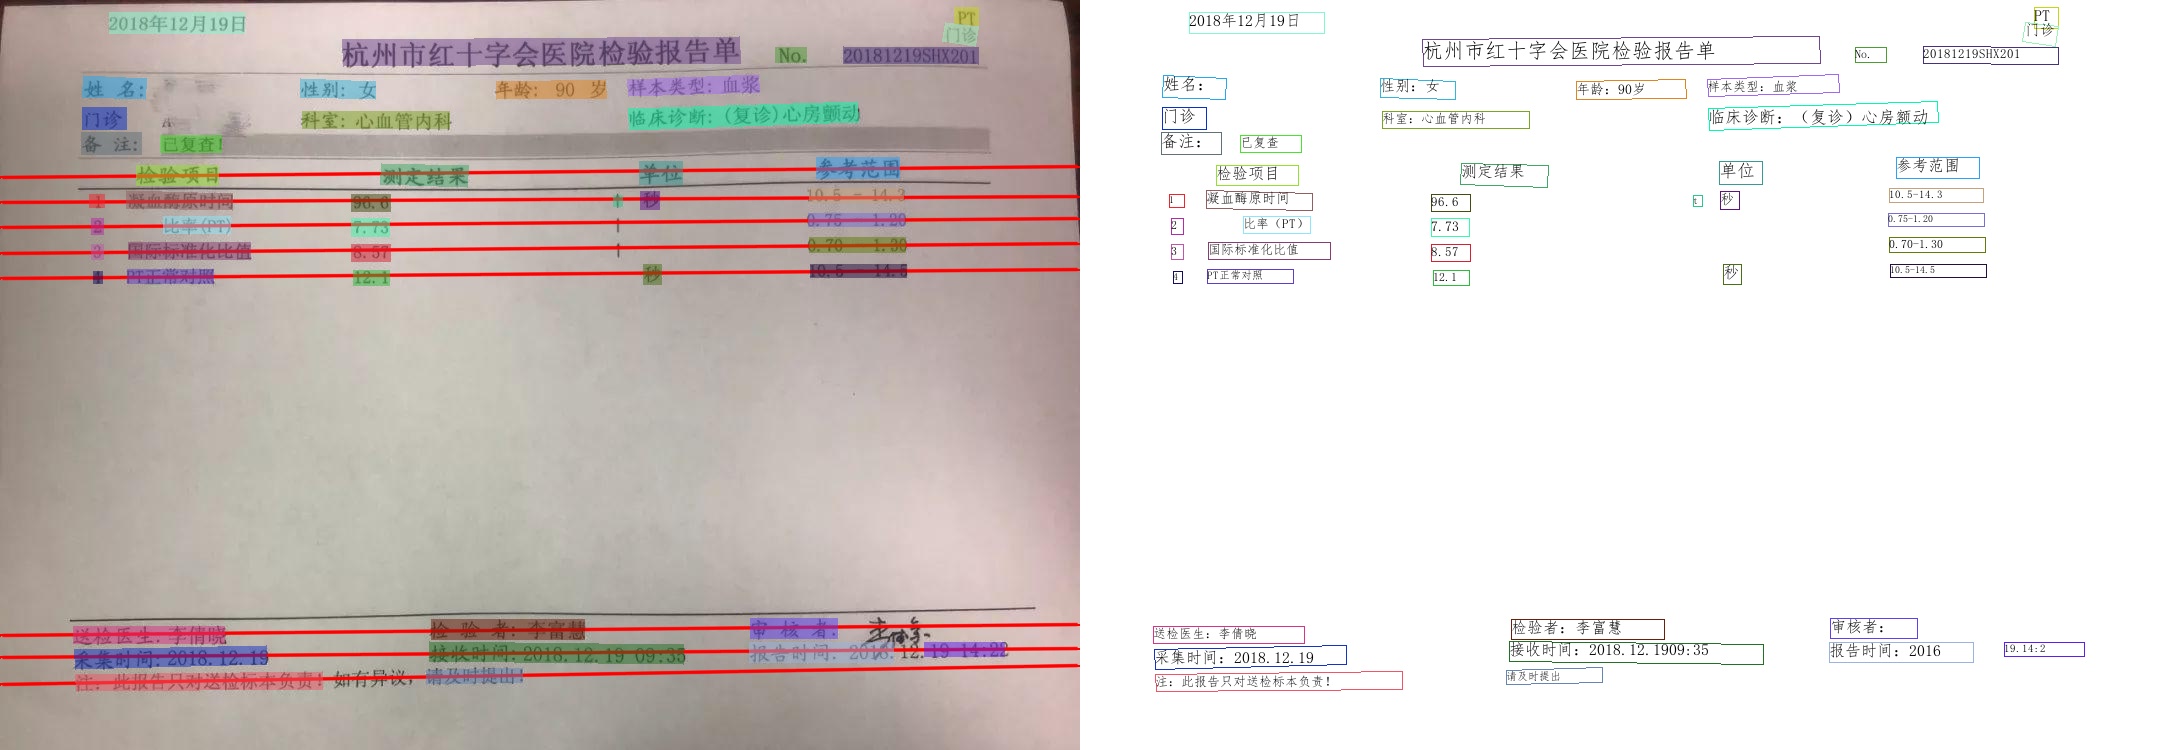 2018年12月19日
PT
门诊
杭州市红十字会医院检验报告单 No. 20181219SHX201
姓 名: 性别: 女 年龄: 90 岁 样本类型: 血浆
门诊 科室: 心血管内科 临床诊断: (复诊)心房颤动
备 注: 已复查!
检验项目 测定结果 单位 参考范围
1 凝血酶原时间 96.6 ↑ 秒 10.5 - 14.3
2 比率(PT) 7.73 ↑ 0.75 - 1.20
3 国际标准化比值 8.57 ↑ 0.70 - 1.30
4 PT正常对照 12.1 秒 10.5 - 14.5
送检医生: 李倩晓 检 验 者: 李富慧 审 核 者:
采集时间: 2018.12.19 接收时间: 2018.12.19 09:35 报告时间: 2018.12.19 14:22
注: 此报告只对送检标本负责! 如有异议, 请及时提出!
2018年12月19日
PT
门诊
杭州市红十字会医院检验报告单 No. 20181219SHX201
姓名: 性别: 女 年龄: 90岁 样本类型: 血浆
门诊 科室: 心血管内科 临床诊断: (复诊)心房颤动
备注: 已复查
检验项目 测定结果 单位 参考范围
1 凝血酶原时间 96.6 秒 10.5-14.3
2 比率(PT) 7.73 0.75-1.20
3 国际标准化比值 8.57 0.70-1.30
4 PT正常对照 12.1 秒 10.5-14.5
送检医生: 李倩晓 检验者: 李富慧 审核者:
采集时间: 2018.12.19 接收时间: 2018.12.1909:35 报告时间: 2016 19.14:2
注: 此报告只对送检标本负责! 请及时提出